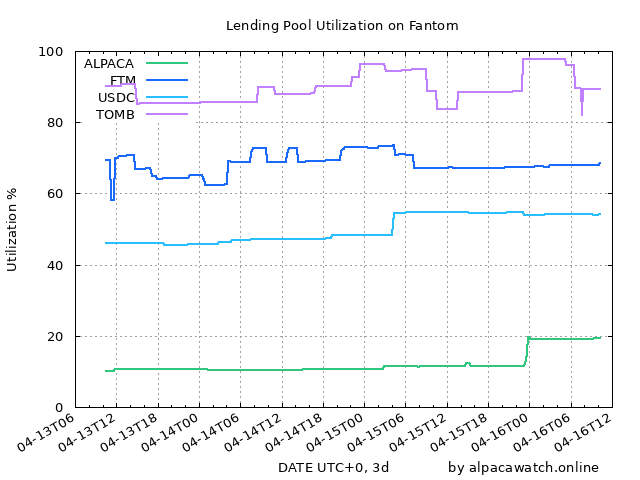 Lending Pool Utilization on Fantom
100
80
60
40
20
0
Utilization %
ALPACA
FTM
USDC
TOMB
04-13T06
04-13T12
04-13T18
04-14T00
04-14T06
04-14T12
04-14T18
04-15T00
04-15T06
04-15T12
04-15T18
04-16T00
04-16T06
04-16T12
DATE UTC+0, 3d
by alpacawatch.online